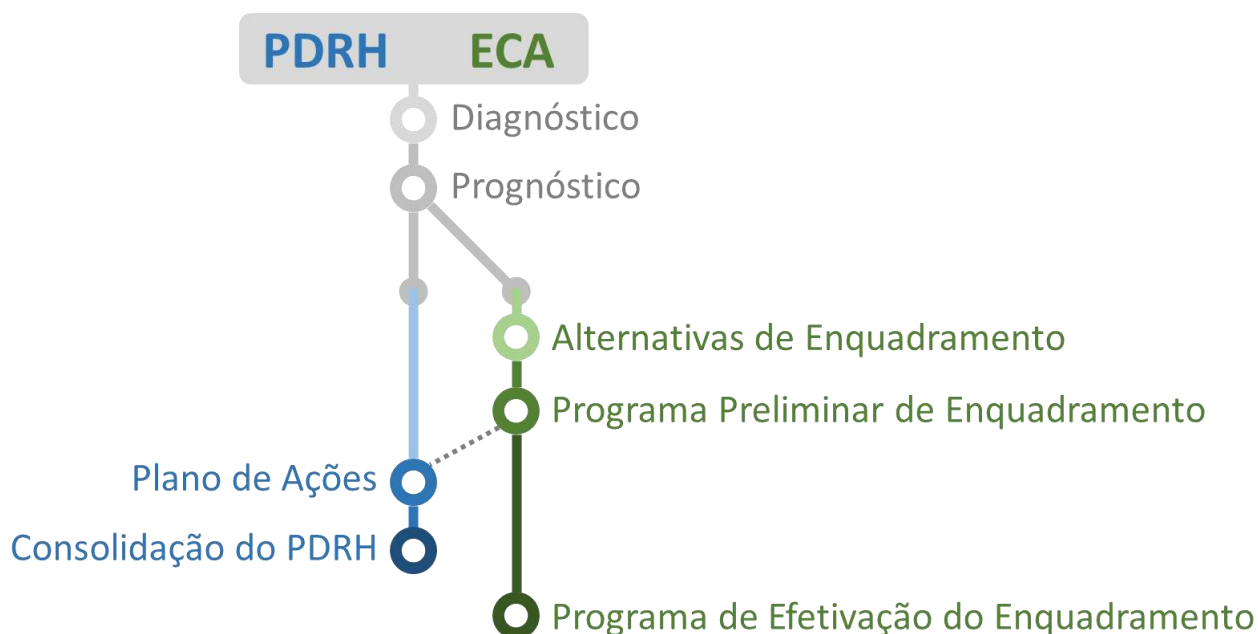 PDRH ECA
Diagnóstico
Prognóstico
Alternativas de Enquadramento
Programa Preliminar de Enquadramento
Plano de Ações
Consolidação do PDRH
Programa de Efetivação do Enquadramento